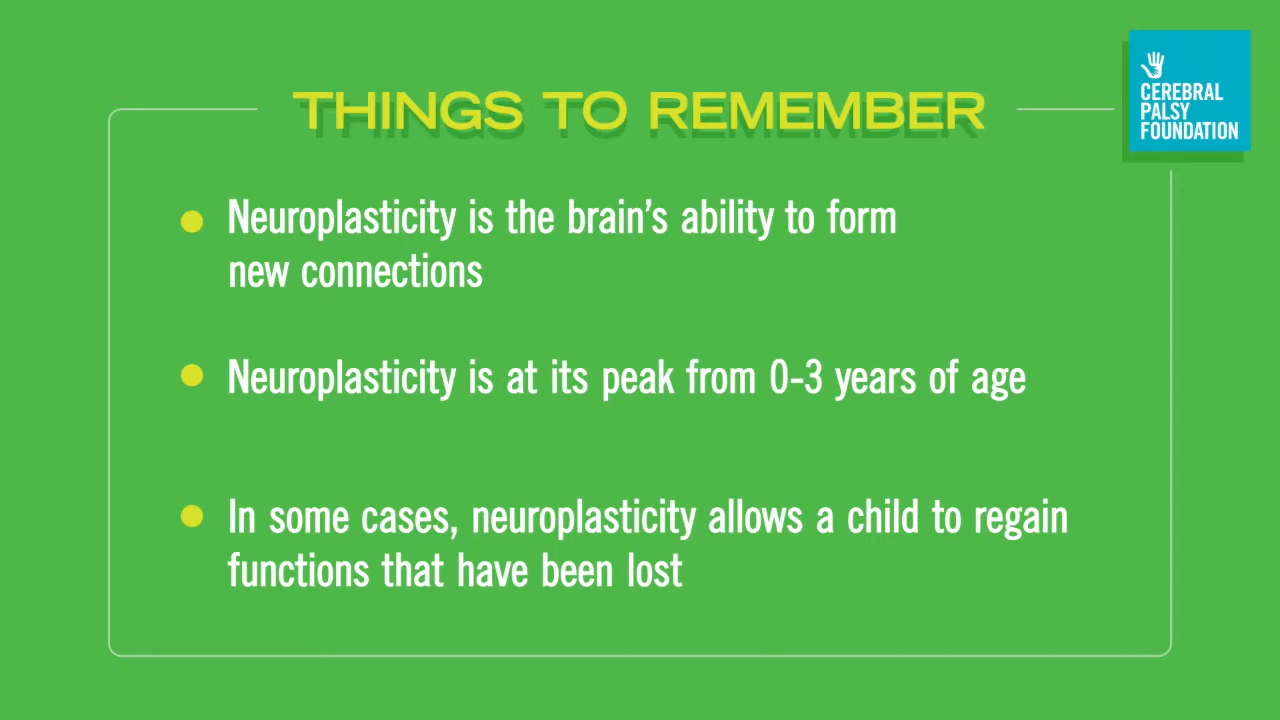 THINGS TO REMEMBER
CEREBRAL
PALSY
FOUNDATION
Neuroplasticity is the brain’s ability to form
new connections
Neuroplasticity is at its peak from 0-3 years of age
In some cases, neuroplasticity allows a child to regain
functions that have been lost